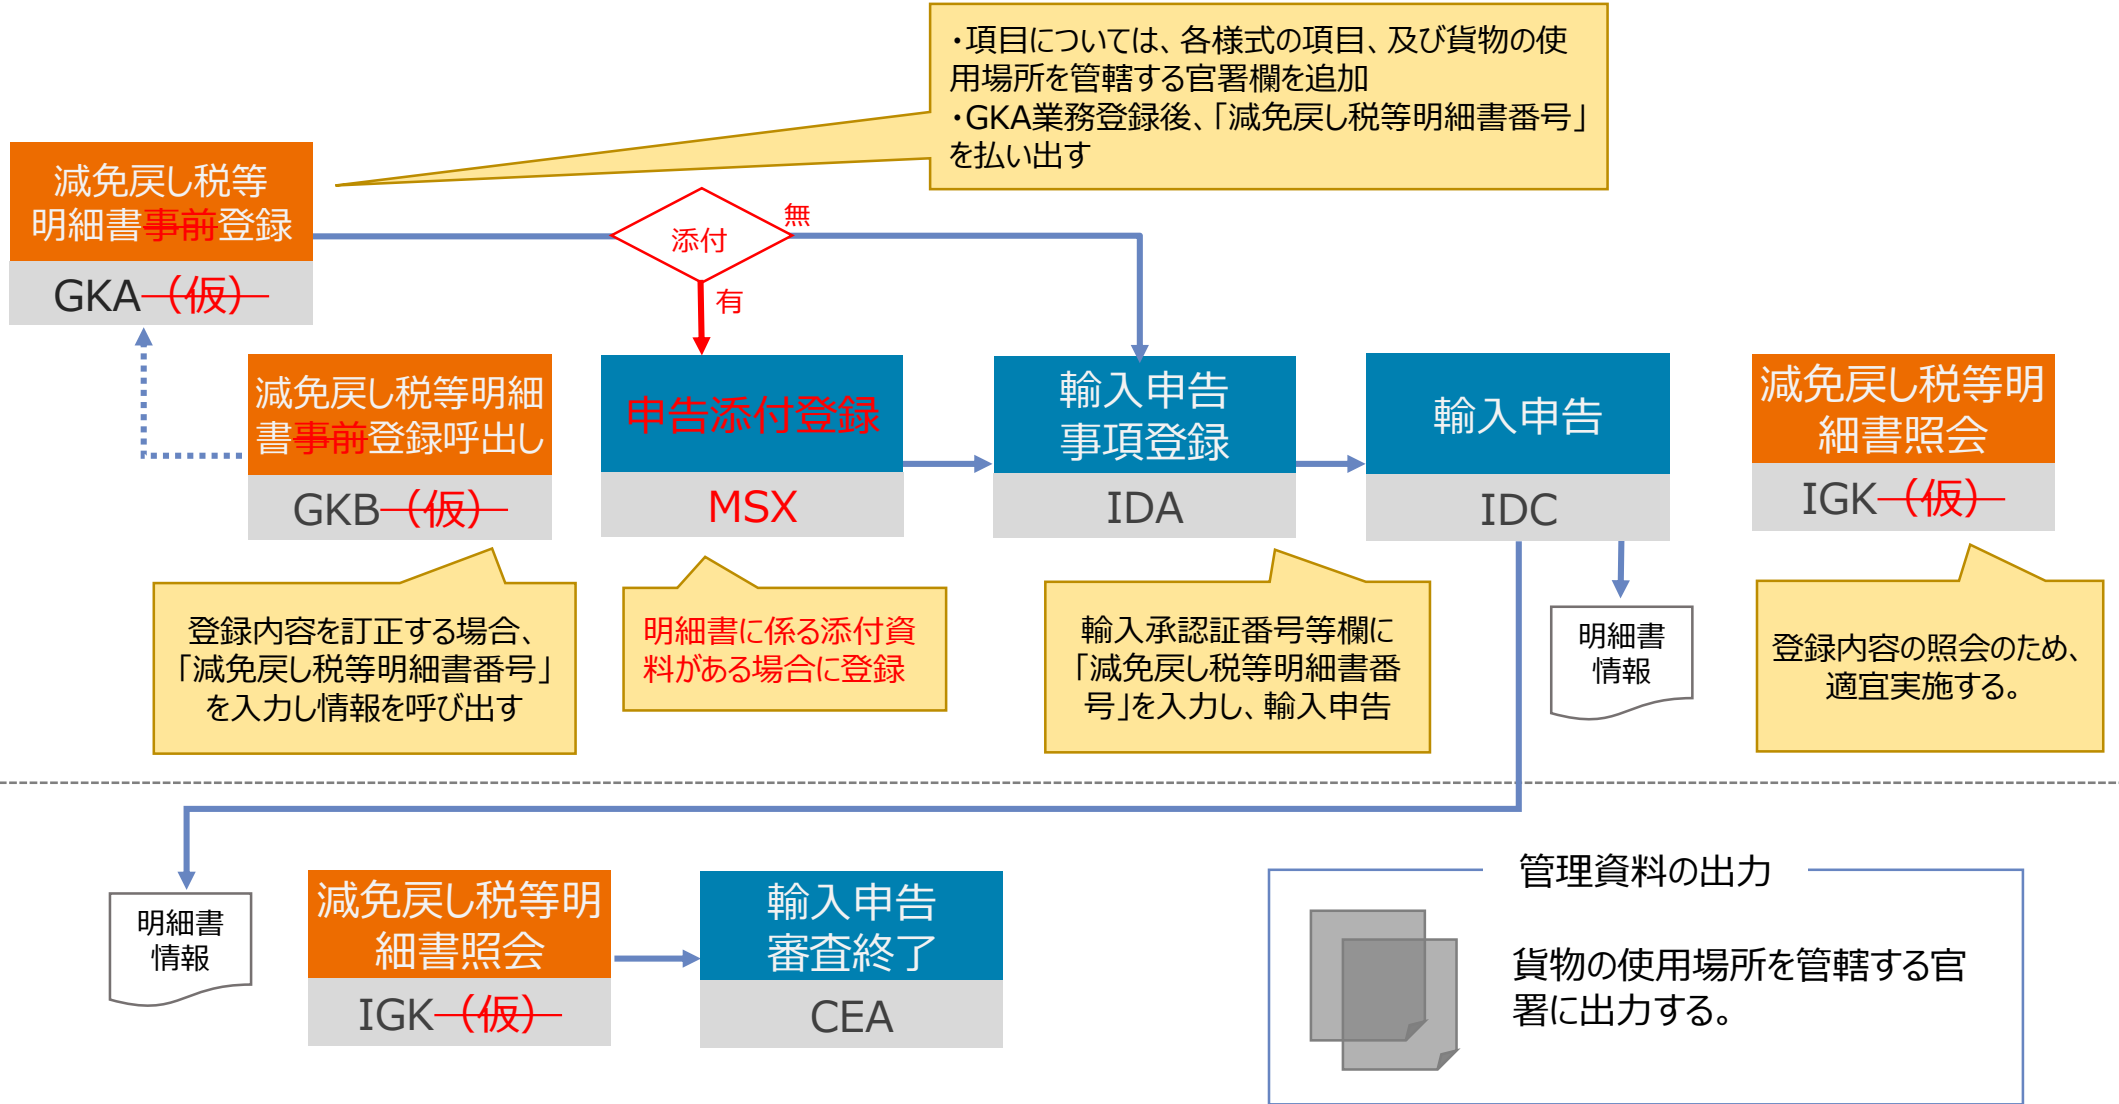 ・項目については、各様式の項目、及び貨物の使
用場所を管轄する官署欄を追加
・GKA業務登録後、「減免戻し税等明細書番号」
を払い出す
減免戻し税等
明細書事前登録
GKA（仮）
添付
無
有
減免戻し税等明細
書事前登録呼出し
GKB（仮）
申告添付登録
MSX
輸入申告
事項登録
IDA
輸入申告
IDC
減免戻し税等明
細書照会
IGK（仮）
登録内容を訂正する場合、
「減免戻し税等明細書番号」
を入力し情報を呼び出す
明細書に係る添付資
料がある場合に登録
輸入承認証番号等欄に
「減免戻し税等明細書番
号」を入力し、輸入申告
明細書
情報
登録内容の照会のため、
適宜実施する。
明細書
情報
減免戻し税等明
細書照会
IGK（仮）
輸入申告
審査終了
CEA
管理資料の出力
貨物の使用場所を管轄する官
署に出力する。